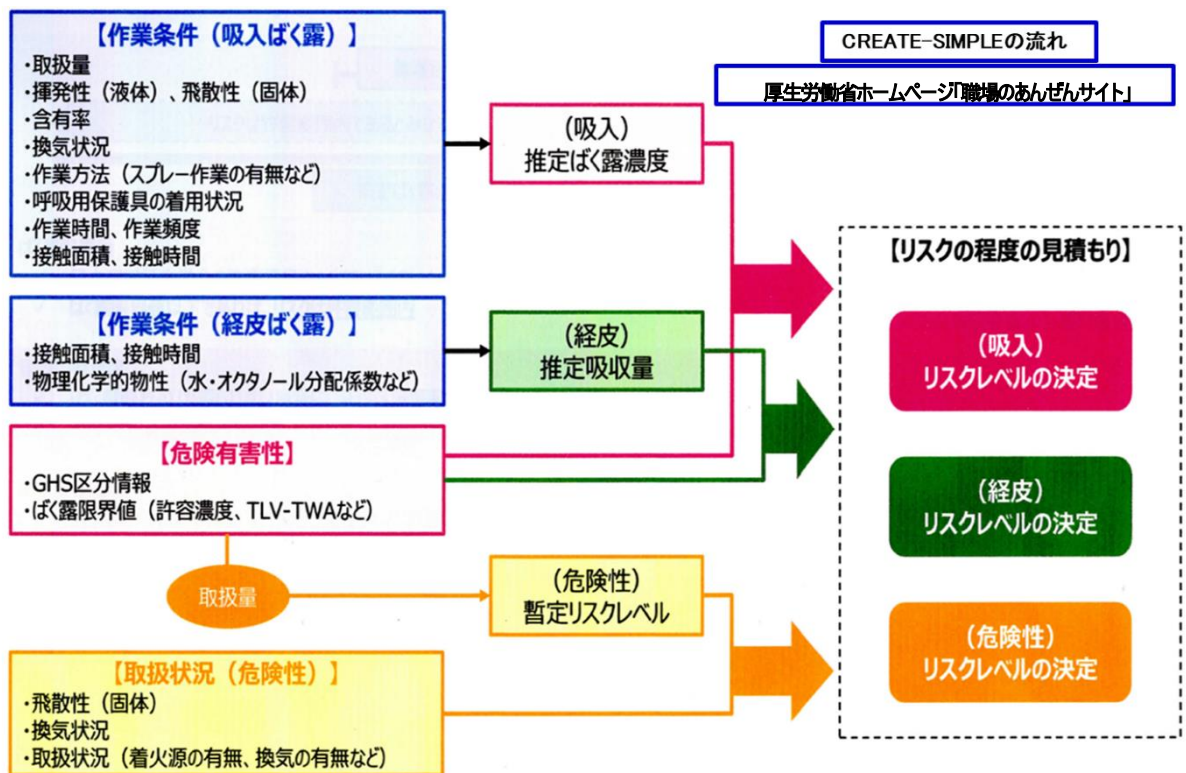 CREATE-SIMPLEの流れ
厚生労働省ホームページ「職場のあんぜんサイト」
【作業条件（吸入ばく露）】
・取扱量
・揮発性（液体）、飛散性（固体）
・含有率
・換気状況
・作業方法（スプレー作業の有無など）
・呼吸用保護具の着用状況
・作業時間、作業頻度
・接触面積、接触時間
（吸入）
推定ばく露濃度
【作業条件（経皮ばく露）】
・接触面積、接触時間
・物理化学的物性（水・オクタノール分配係数など）
（経皮）
推定吸収量
【危険有害性】
・GHS区分情報
・ばく露限界値（許容濃度、TLV-TWAなど）
取扱量
（危険性）
暫定リスクレベル
【取扱状況（危険性）】
・飛散性（固体）
・換気状況
・取扱状況（着火源の有無、換気の有無など）
【リスクの程度の見積もり】
（吸入）
リスクレベルの決定
（経皮）
リスクレベルの決定
（危険性）
リスクレベルの決定